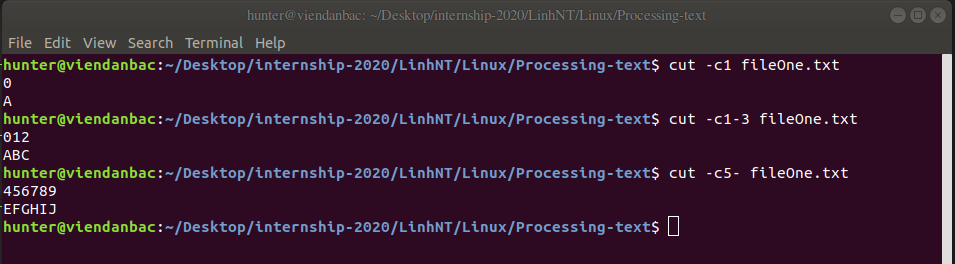 hunter@viendanbac: ~/Desktop/internship-2020/LinhNT/Linux/Processing-text
File Edit View Search Terminal Help
hunter@viendanbac:~/Desktop/internship-2020/LinhNT/Linux/Processing-text$ cut -c1 fileOne.txt
0
A
hunter@viendanbac:~/Desktop/internship-2020/LinhNT/Linux/Processing-text$ cut -c1-3 fileOne.txt
012
ABC
hunter@viendanbac:~/Desktop/internship-2020/LinhNT/Linux/Processing-text$ cut -c5- fileOne.txt
456789
EFGHIJ
hunter@viendanbac:~/Desktop/internship-2020/LinhNT/Linux/Processing-text$